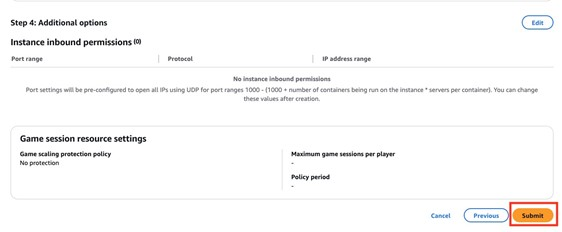 Step 4: Additional options
Edit
Instance inbound permissions (0)
Port range
Protocol
IP address range
No instance inbound permissions
Port settings will be pre-configured to open all IPs using UDP for port ranges 1000 - (1000 + number of containers being run on the instance * servers per container). You can change
these values after creation.
Game session resource settings
Game scaling protection policy
No protection
Maximum game sessions per player
-
Policy period
-
Cancel
Previous
Submit